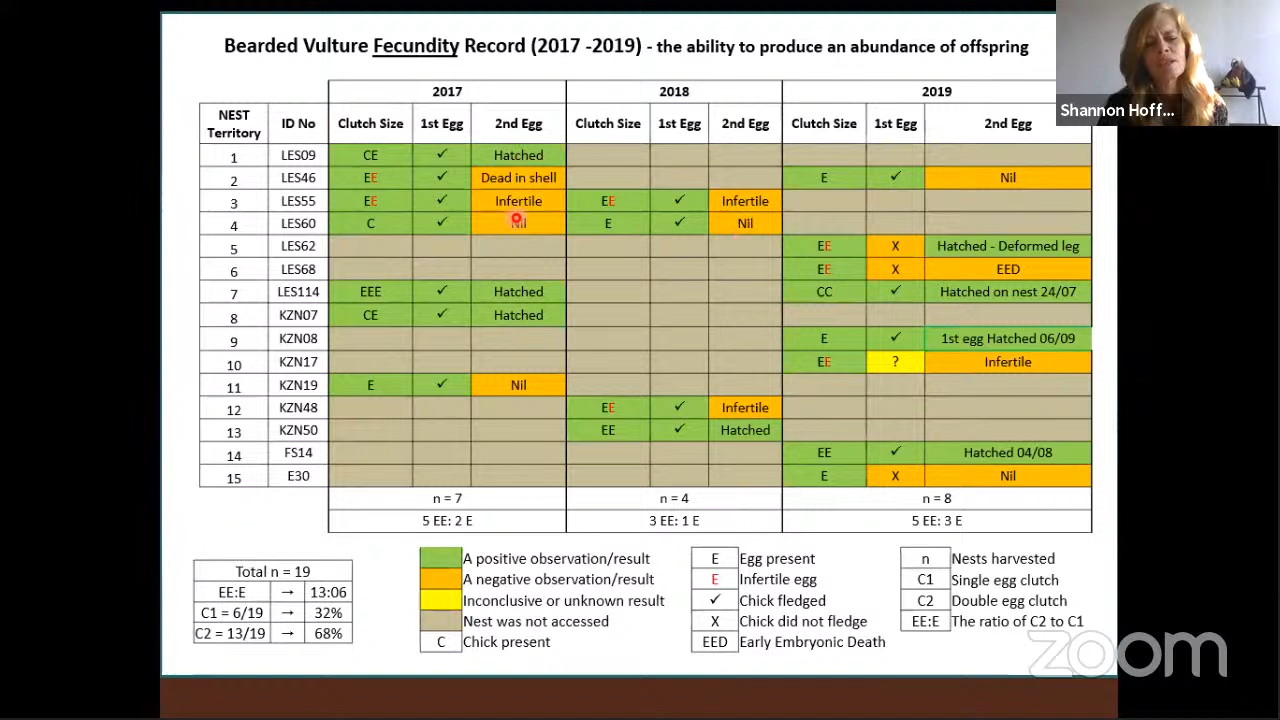 Bearded Vulture Fecundity Record (2017 -2019) - the ability to produce an abundance of offspring
Shannon Hoff...
2017 2018 2019
NEST Territory ID No Clutch Size 1st Egg 2nd Egg Clutch Size 1st Egg 2nd Egg Clutch Size 1st Egg 2nd Egg
1 LES09 CE ✓ Hatched
2 LES46 EE ✓ Dead in shell E ✓ Nil
3 LES55 EE ✓ Infertile EE ✓ Infertile
4 LES60 C ✓ Nil E ✓ Nil
5 LES62 EE X Hatched - Deformed leg
6 LES68 EE X EED
7 LES114 EEE ✓ Hatched CC ✓ Hatched on nest 24/07
8 KZN07 CE ✓ Hatched
9 KZN08 E ✓ 1st egg Hatched 06/09
10 KZN17 EE ? Infertile
11 KZN19 E ✓ Nil
12 KZN48 EE ✓ Infertile
13 KZN50 EE ✓ Hatched
14 FS14 EE ✓ Hatched 04/08
15 E30 E X Nil
n = 7 n = 4 n = 8
5 EE: 2 E 3 EE: 1 E 5 EE: 3 E
Total n = 19
EE:E → 13:06
C1 = 6/19 → 32%
C2 = 13/19 → 68%
A positive observation/result
A negative observation/result
Inconclusive or unknown result
Nest was not accessed
C Chick present
E Egg present
E Infertile egg
✓ Chick fledged
X Chick did not fledge
EED Early Embryonic Death
n Nests harvested
C1 Single egg clutch
C2 Double egg clutch
EE:E The ratio of C2 to C1
zoom